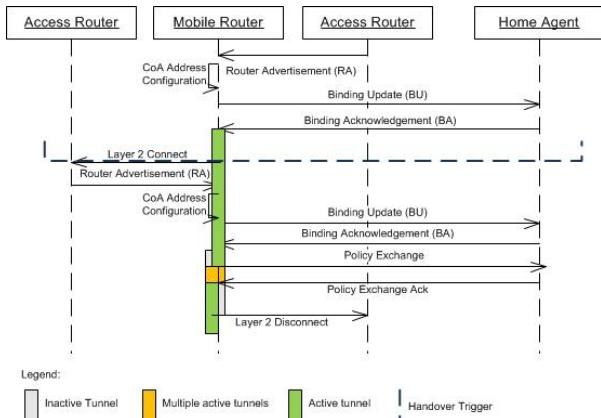 Access Router
Mobile Router
Access Router
Home Agent
Router Advertisement (RA)
CoA Address
Configuration
Binding Update (BU)
Binding Acknowledgement (BA)
Layer 2 Connect
Router Advertisement (RA)
CoA Address
Configuration
Binding Update (BU)
Binding Acknowledgement (BA)
Policy Exchange
Policy Exchange Ack
Layer 2 Disconnect
Legend:
Inactive Tunnel
Multiple active tunnels
Active tunnel
Handover Trigger